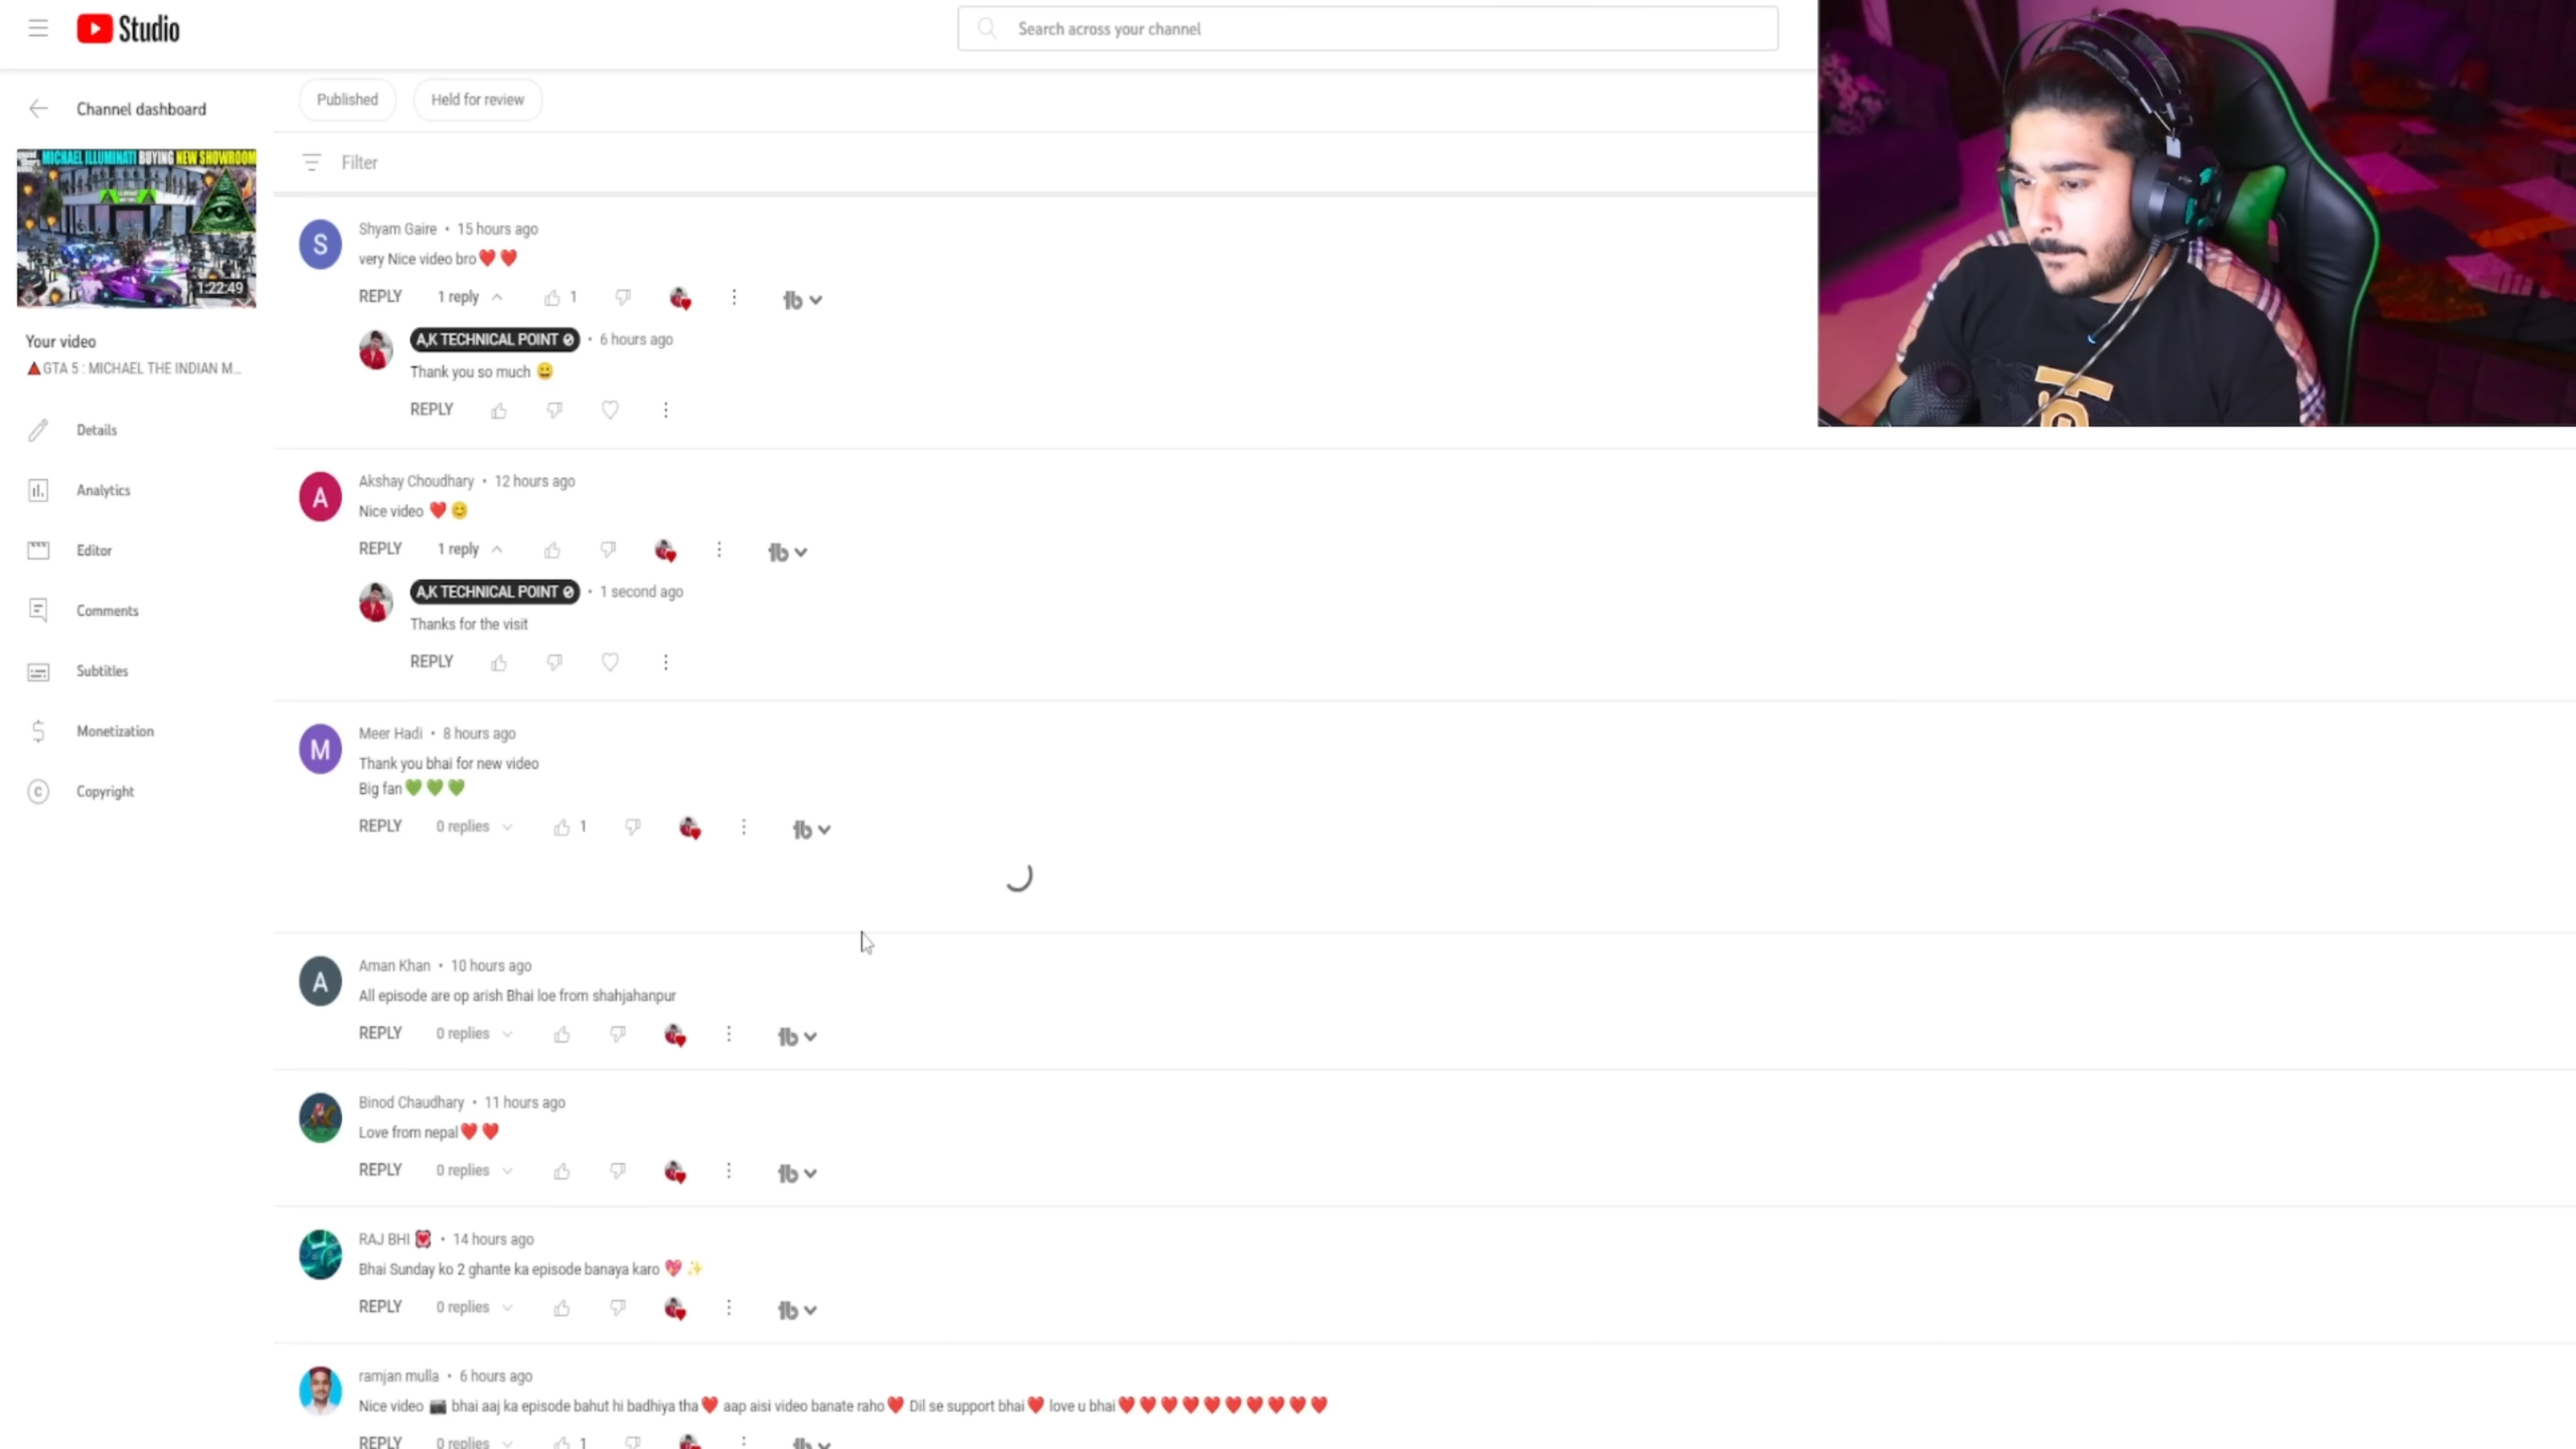 Studio
Search across your channel
Published
Held for review
Channel dashboard
Filter
MICHAEL ILLUMINATI BUYING NEW SHOWROOM
1:22:49
Your video
🔺GTA 5 : MICHAEL THE INDIAN M...
Details
Analytics
Editor
Comments
Subtitles
Monetization
Copyright
S
Shyam Gaire • 15 hours ago
very Nice video bro❤️ ❤️
REPLY 1 reply 1
A,K TECHNICAL POINT • 6 hours ago
Thank you so much 😀
REPLY
A
Akshay Choudhary • 12 hours ago
Nice video ❤️ 😊
REPLY 1 reply
A,K TECHNICAL POINT • 1 second ago
Thanks for the visit
REPLY
M
Meer Hadi • 8 hours ago
Thank you bhai for new video
Big fan💚 💚 💚
REPLY 0 replies 1
A
Aman Khan • 10 hours ago
All episode are op arish Bhai loe from shahjahanpur
REPLY 0 replies
Binod Chaudhary • 11 hours ago
Love from nepal❤️ ❤️
REPLY 0 replies
RAJ BHI 💟 • 14 hours ago
Bhai Sunday ko 2 ghante ka episode banaya karo 💖 ✨
REPLY 0 replies
ramjan mulla • 6 hours ago
Nice video 📷 bhai aaj ka episode bahut hi badhiya tha❤️ aap aisi video banate raho❤️ Dil se support bhai❤️ love u bhai❤️ ❤️ ❤️ ❤️ ❤️ ❤️ ❤️ ❤️ ❤️ ❤️
REPLY 0 replies 1